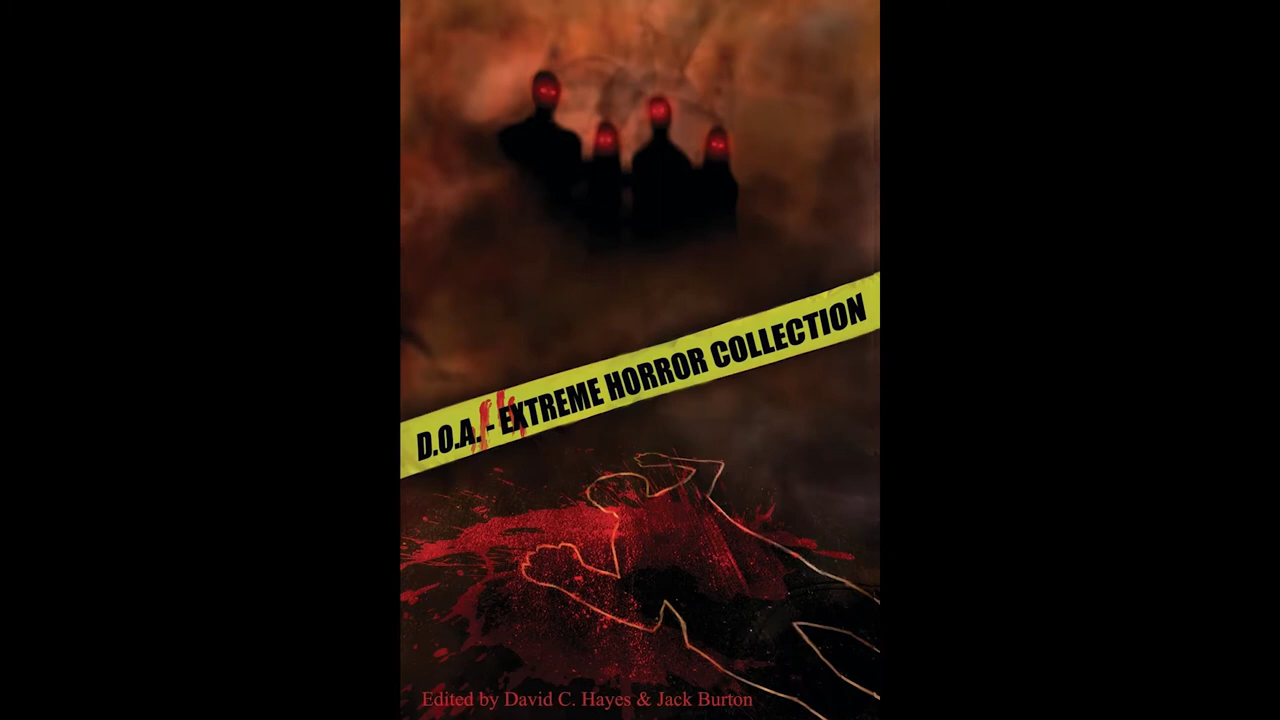 D.O.A. - EXTREME HORROR COLLECTION
Edited by David C. Hayes & Jack Burton